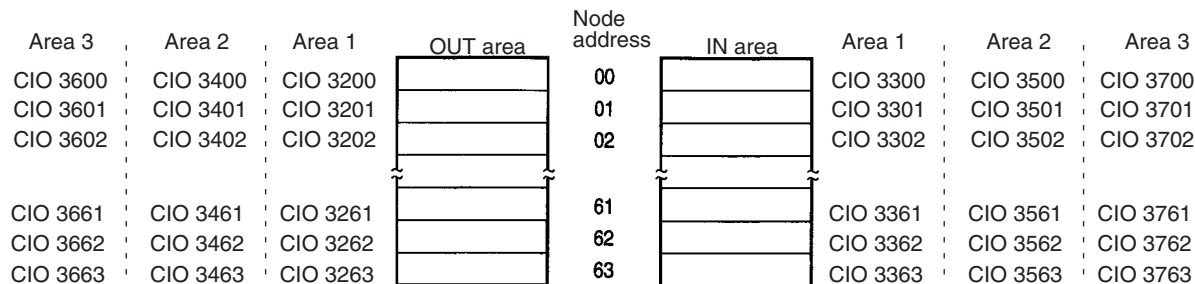 Node
Area 3 Area 2 Area 1 OUT area address IN area Area 1 Area 2 Area 3
CIO 3600 CIO 3400 CIO 3200 00 CIO 3300 CIO 3500 CIO 3700
CIO 3601 CIO 3401 CIO 3201 01 CIO 3301 CIO 3501 CIO 3701
CIO 3602 CIO 3402 CIO 3202 02 CIO 3302 CIO 3502 CIO 3702
CIO 3661 CIO 3461 CIO 3261 61 CIO 3361 CIO 3561 CIO 3761
CIO 3662 CIO 3462 CIO 3262 62 CIO 3362 CIO 3562 CIO 3762
CIO 3663 CIO 3463 CIO 3263 63 CIO 3363 CIO 3563 CIO 3763